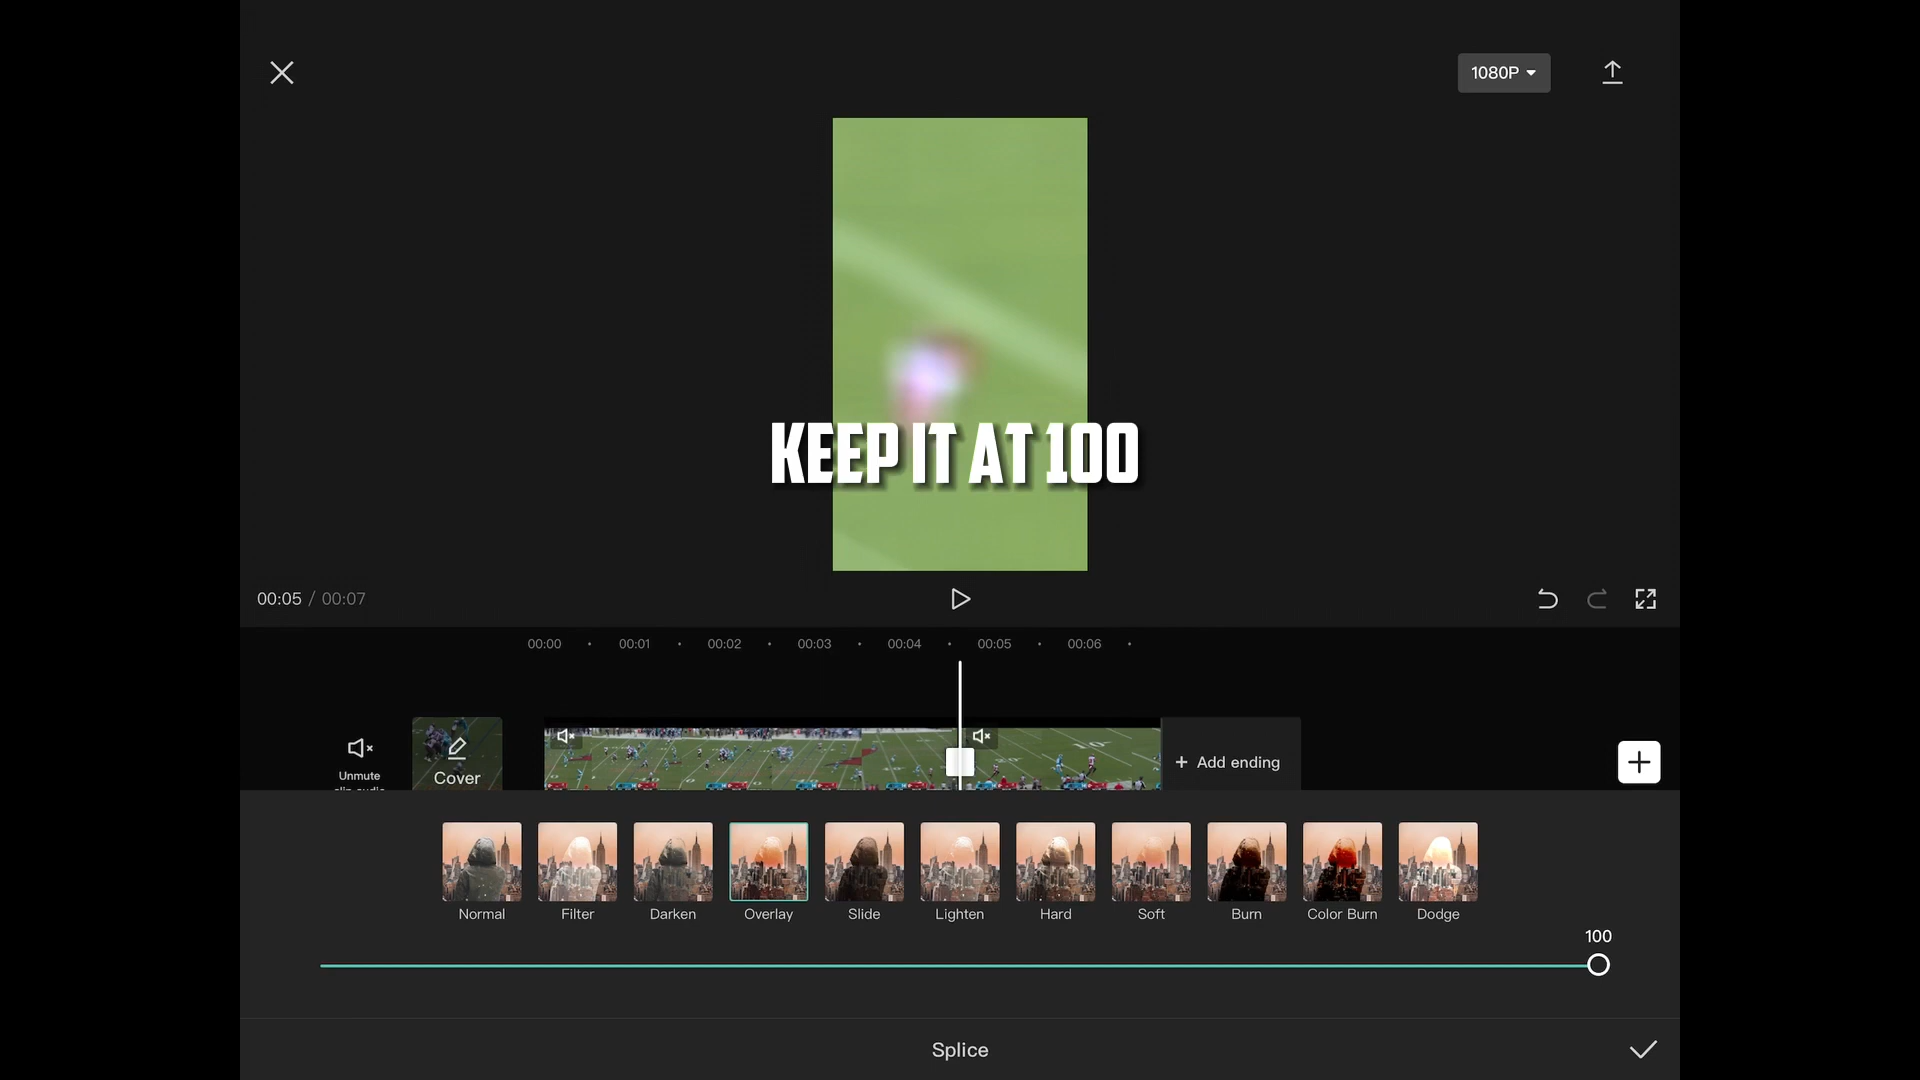 1080P
KEEP IT AT 100
00:05 / 00:07
00:00 00:01 00:02 00:03 00:04 00:05 00:06
Unmute
clip audio
Cover
+ Add ending
Normal Filter Darken Overlay Slide Lighten Hard Soft Burn Color Burn Dodge
100
Splice